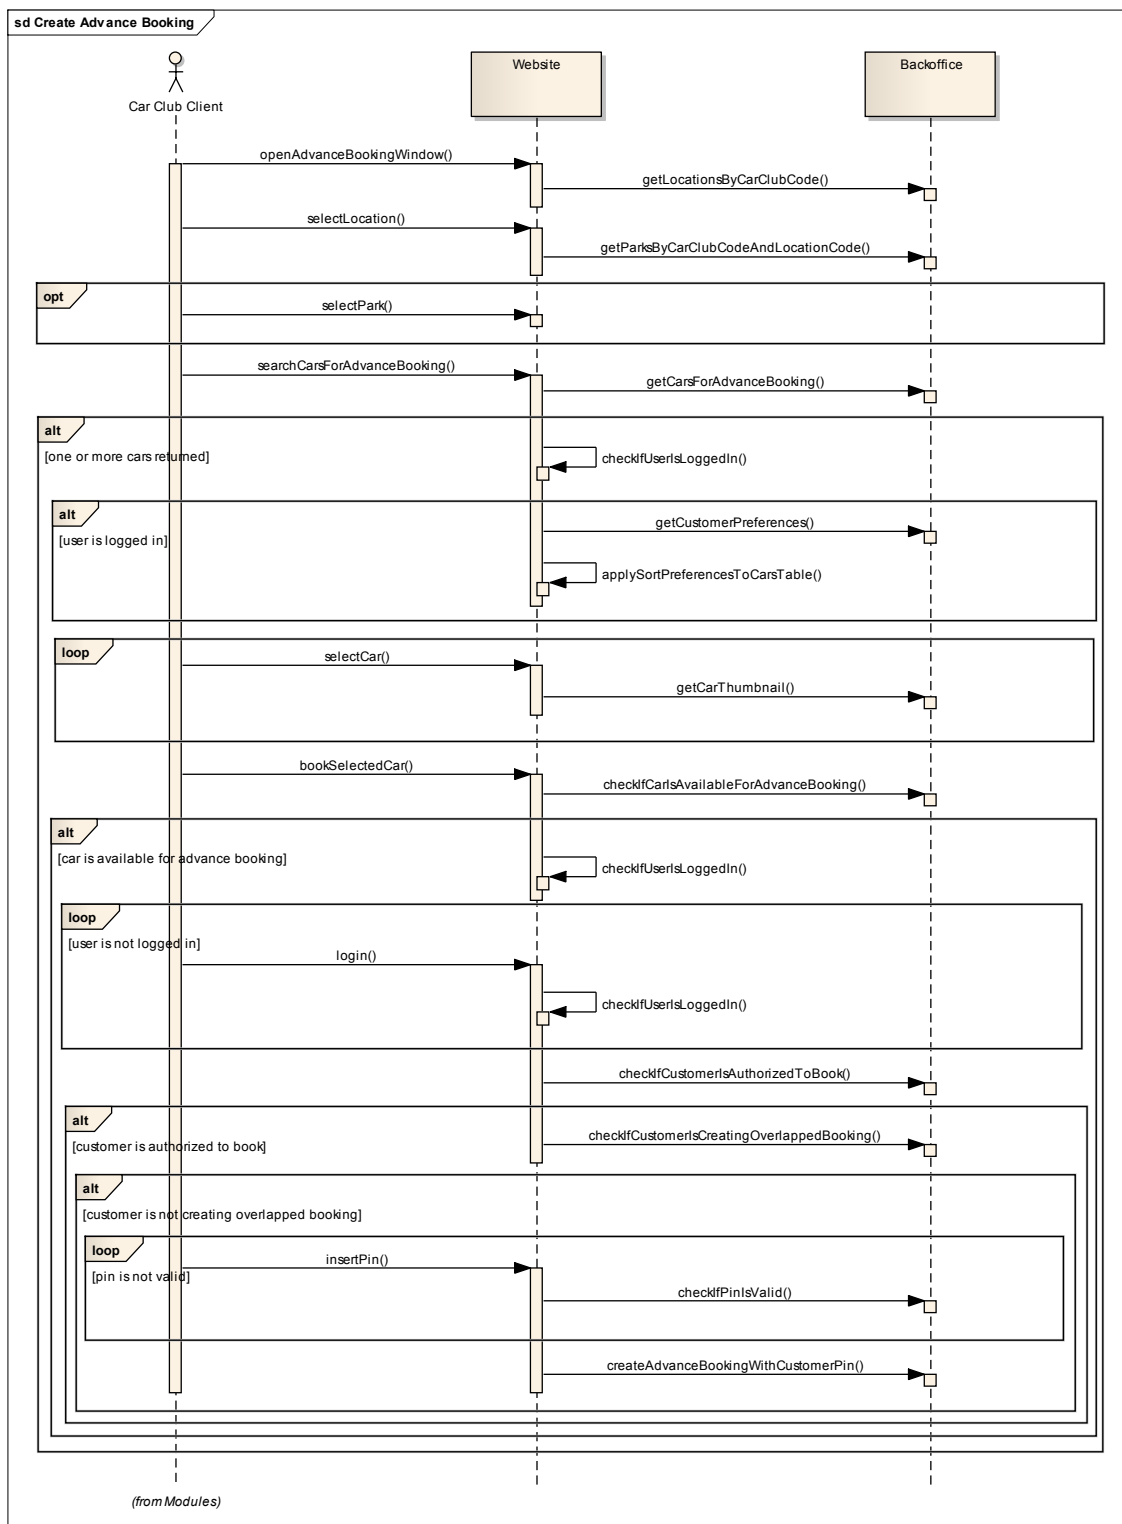 sd Create Advance Booking
Car Club Client
Website
Backoffice
openAdvanceBookingWindow()
getLocationsByCarClubCode()
selectLocation()
getParksByCarClubCodeAndLocationCode()
opt
selectPark()
searchCarsForAdvanceBooking()
getCarsForAdvanceBooking()
alt
[one or more cars returned]
checkIfUserIsLoggedIn()
alt
[user is logged in]
getCustomerPreferences()
applySortPreferencesToCarsTable()
loop
selectCar()
getCarThumbnail()
bookSelectedCar()
checkIfCarIsAvailableForAdvanceBooking()
alt
[car is available for advance booking]
checkIfUserIsLoggedIn()
loop
[user is not logged in]
login()
checkIfUserIsLoggedIn()
checkIfCustomerIsAuthorizedToBook()
alt
[customer is authorized to book]
checkIfCustomerIsCreatingOverlappedBooking()
alt
[customer is not creating overlapped booking]
loop
[pin is not valid]
insertPin()
checkIfPinIsValid()
createAdvanceBookingWithCustomerPin()
(from Modules)